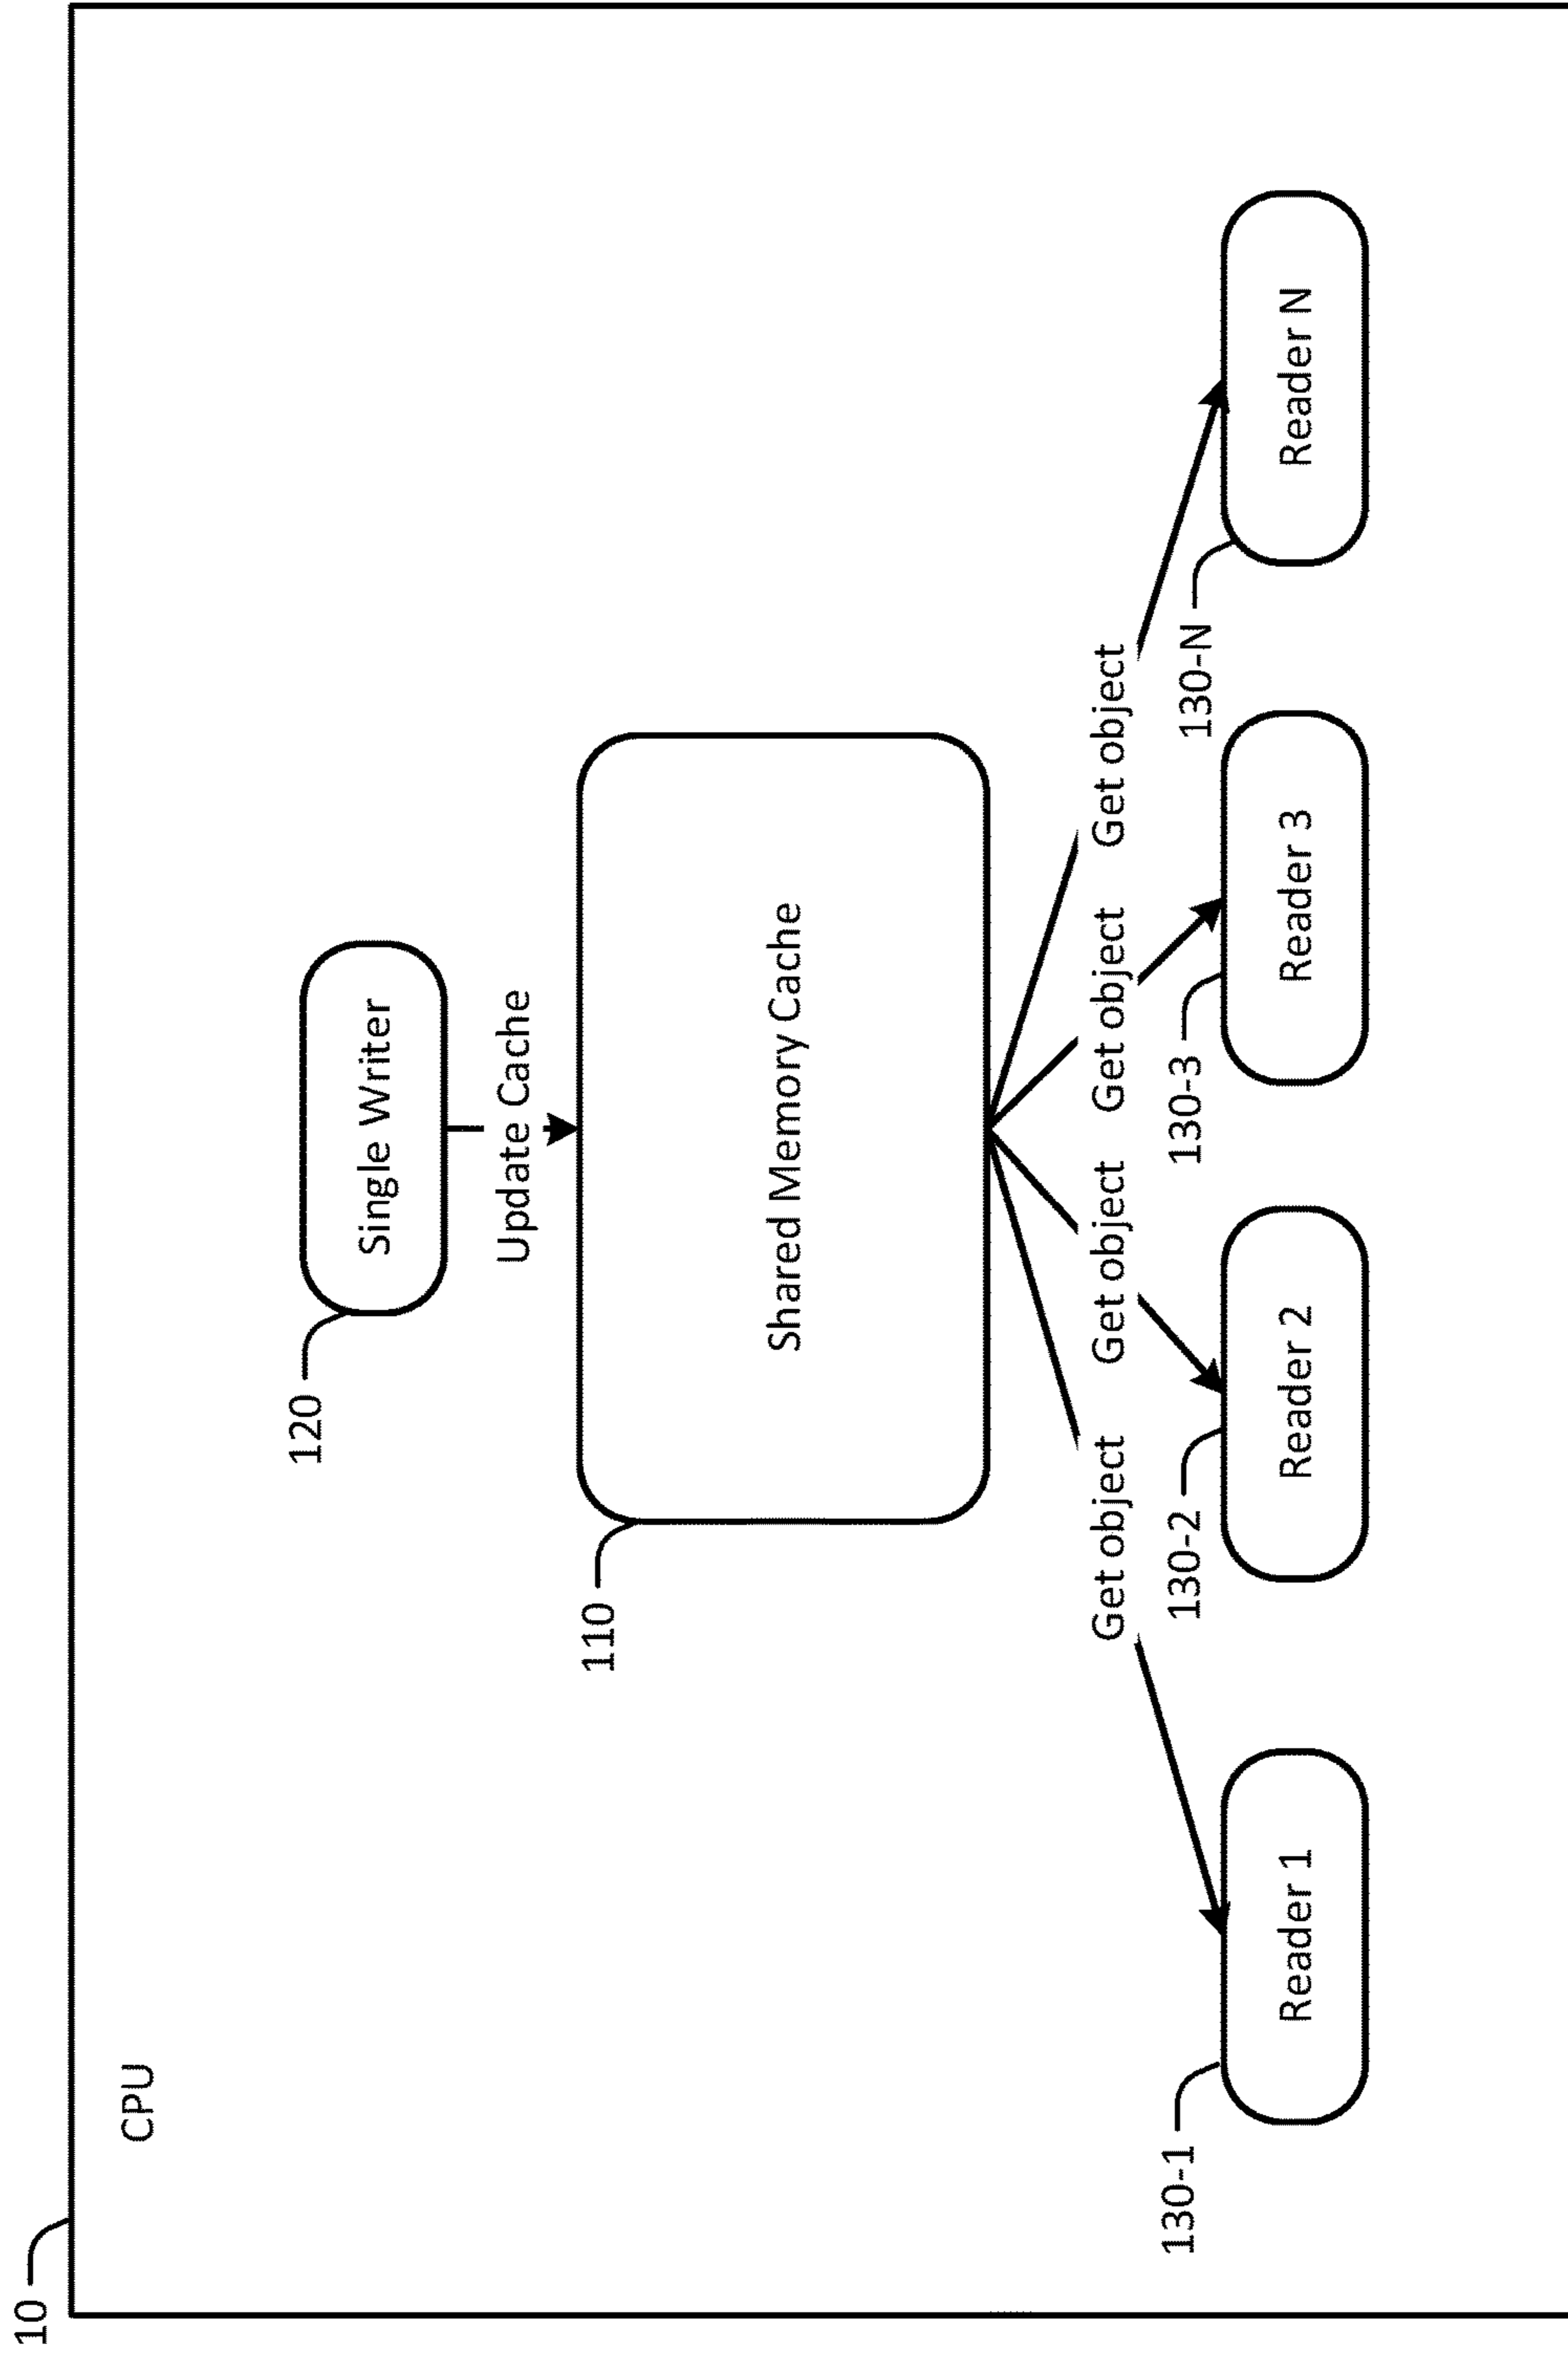 10
CPU
120
Single Writer
Update Cache
110
Shared Memory Cache
Get object
Get object
Get object
Get object
130-1
130-2
130-3
130-N
Reader 1
Reader 2
Reader 3
Reader N